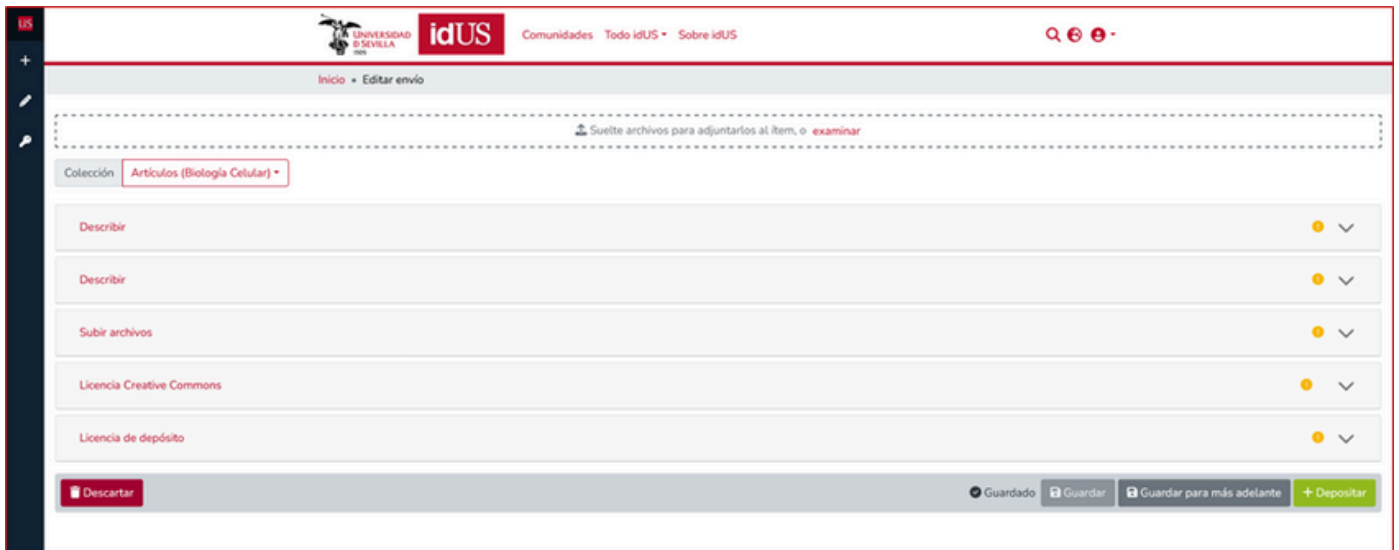 US
UNIVERSIDAD
D SEVILLA
1505
idUS
Comunidades Todo idUS Sobre idUS
Inicio • Editar envío
Suelte archivos para adjuntarlos al ítem, o examinar
Colección Artículos (Biología Celular)
Describir
Describir
Subir archivos
Licencia Creative Commons
Licencia de depósito
Descartar Guardado Guardar Guardar para más adelante + Depositar